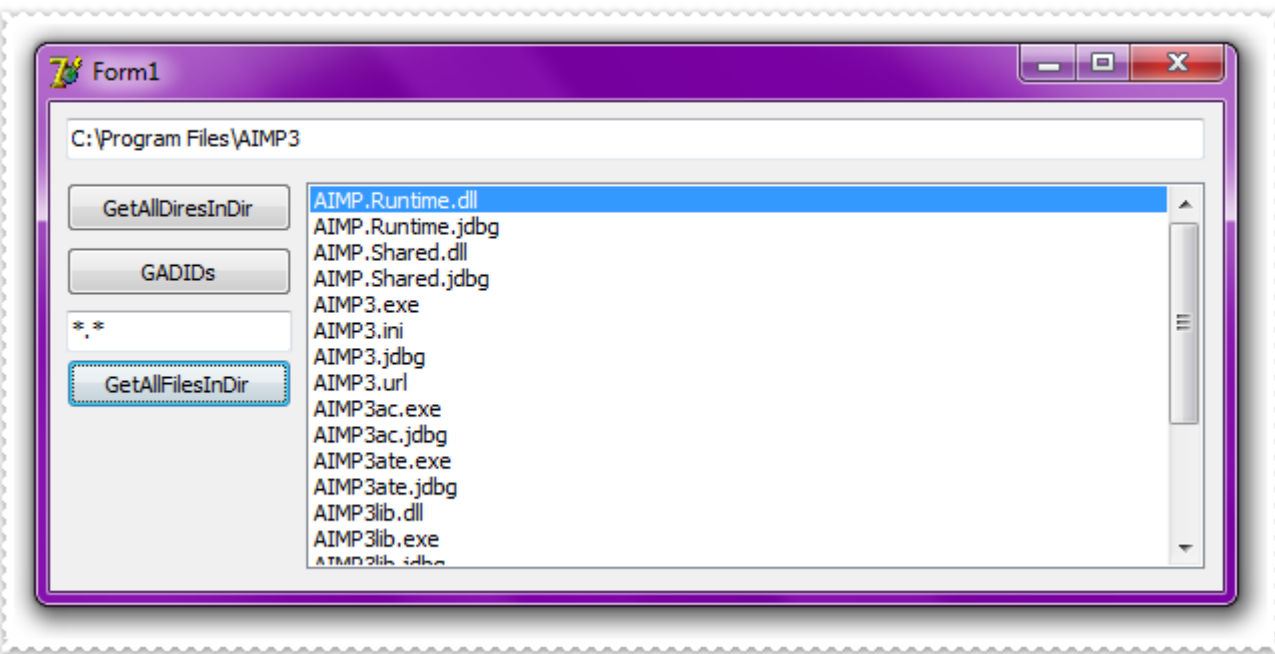 Form1
C:\Program Files\AIMP3
GetAllDiresInDir
GADIDs
*.*
GetAllFilesInDir
AIMP.Runtime.dll
AIMP.Runtime.jdbg
AIMP.Shared.dll
AIMP.Shared.jdbg
AIMP3.exe
AIMP3.ini
AIMP3.jdbg
AIMP3.url
AIMP3ac.exe
AIMP3ac.jdbg
AIMP3ate.exe
AIMP3ate.jdbg
AIMP3lib.dll
AIMP3lib.exe
AIMP3lib.jdbg